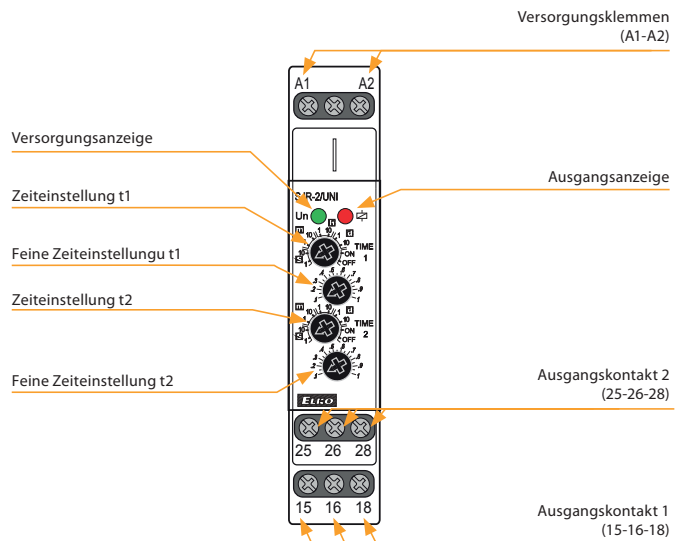 Versorgungsklemmen
(A1-A2)
A1 A2
Versorgungsanzeige
Ausgangsanzeige
Zeiteinstellung t1
Un
TIME
1
ON
OFF
Feine Zeiteinstellungu t1
Zeiteinstellung t2
TIME
2
ON
OFF
Feine Zeiteinstellung t2
ELKO
Ausgangskontakt 2
(25-26-28)
25 26 28
15 16 18
Ausgangskontakt 1
(15-16-18)